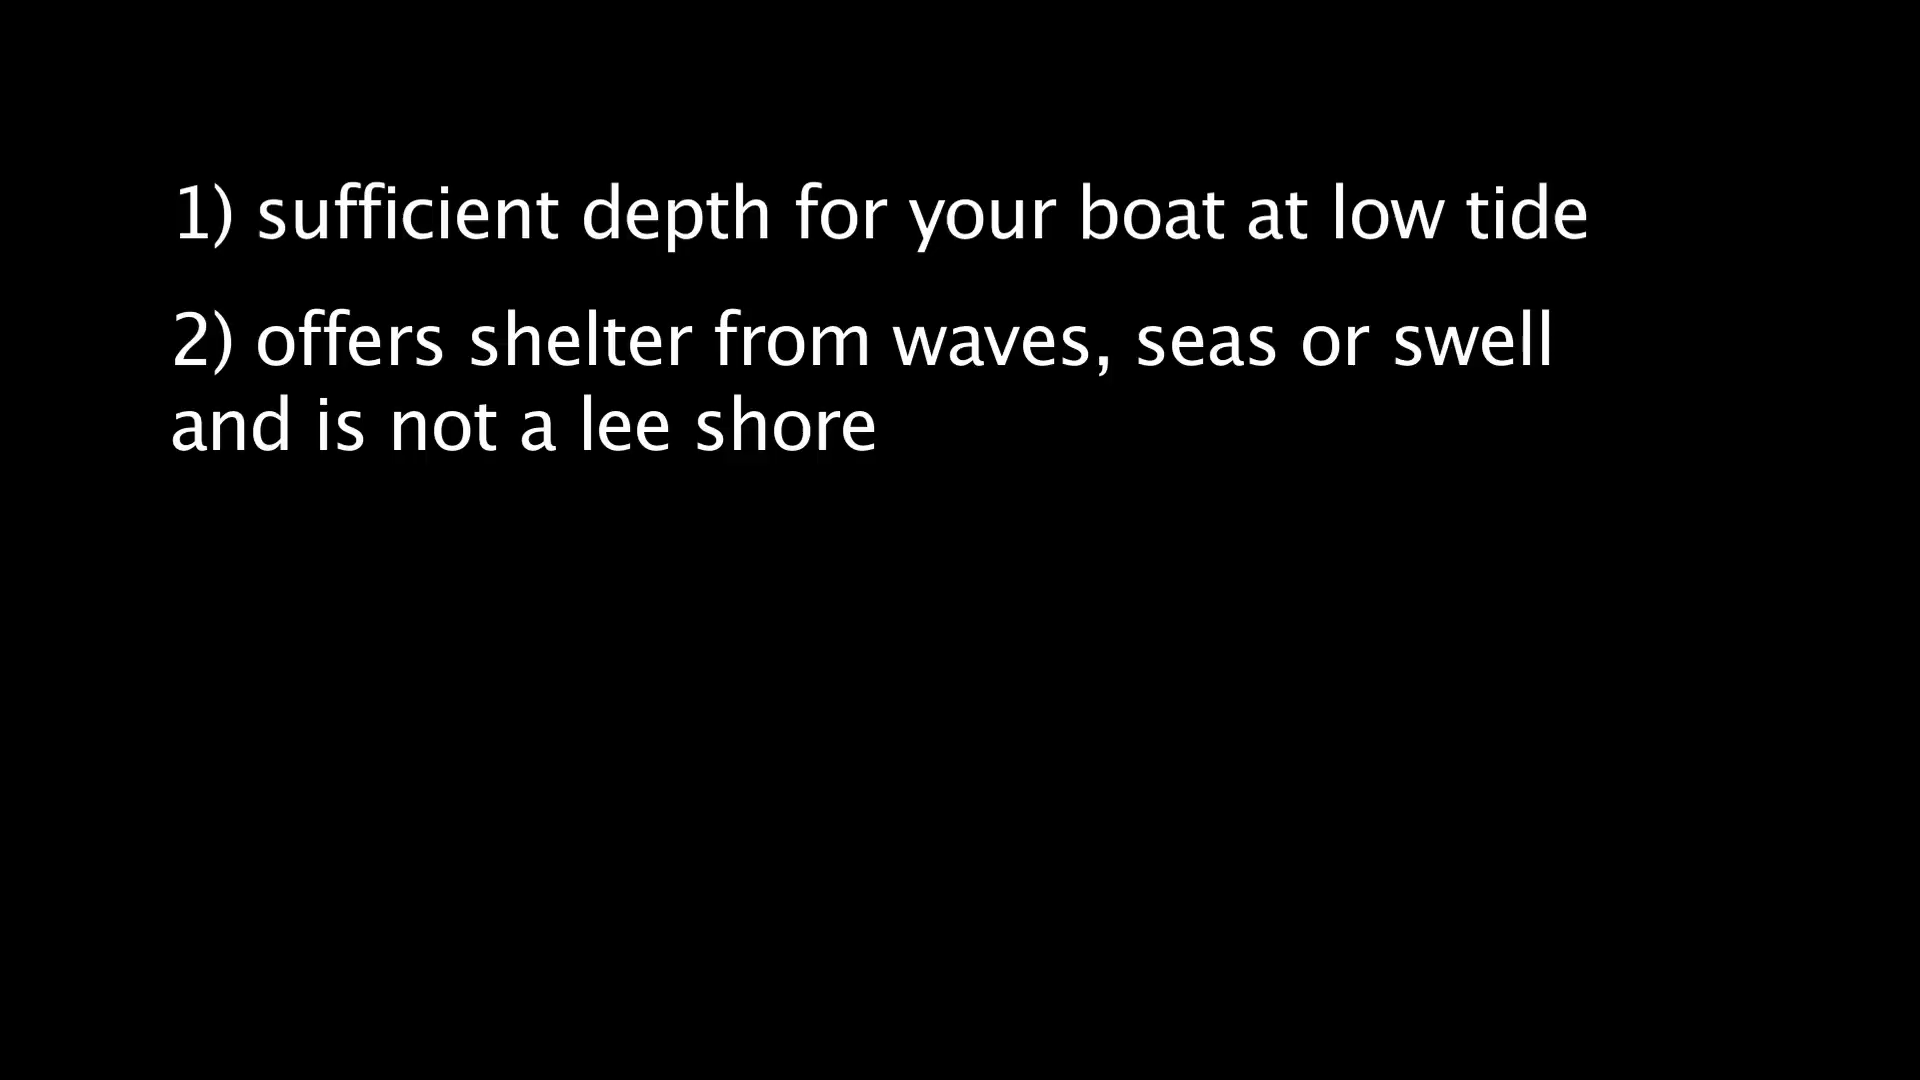 1) sufficient depth for your boat at low tide
2) offers shelter from waves, seas or swell
and is not a lee shore